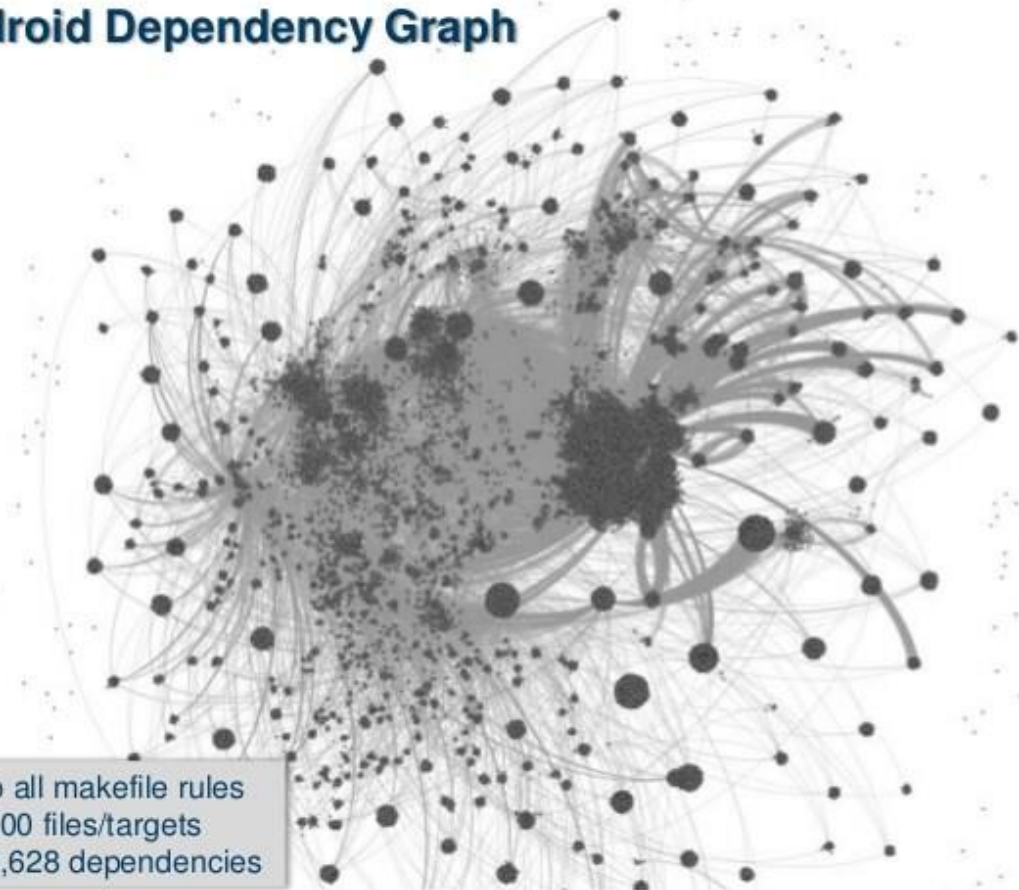 droid Dependency Graph
all makefile rules
00 files/targets
,628 dependencies